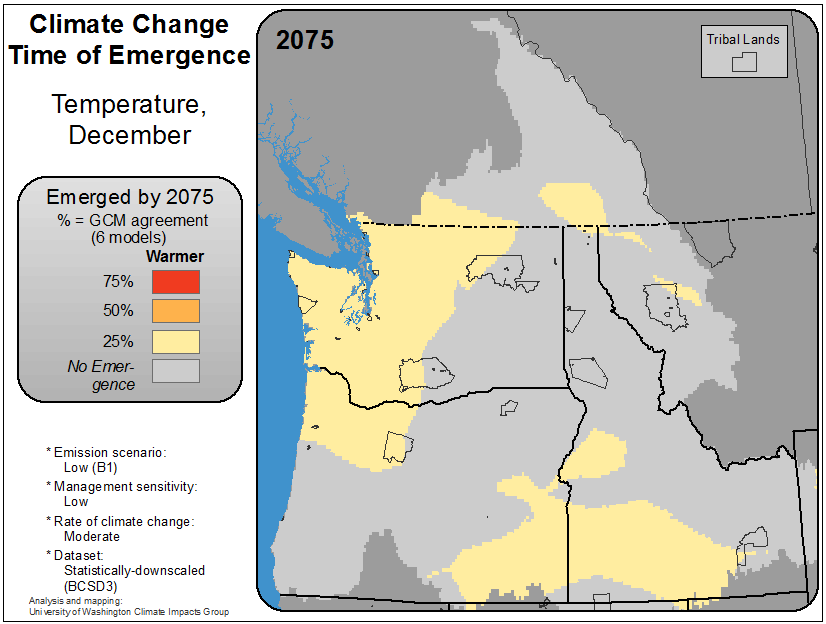 Climate Change
Time of Emergence
Temperature,
December
Emerged by 2075
% = GCM agreement
(6 models)
Warmer
75%
50%
25%
No Emer-
gence
* Emission scenario:
Low (B1)
* Management sensitivity:
Low
* Rate of climate change:
Moderate
* Dataset:
Statistically-downscaled
(BCSD3)
Analysis and mapping:
University of Washington Climate Impacts Group
2075
Tribal Lands